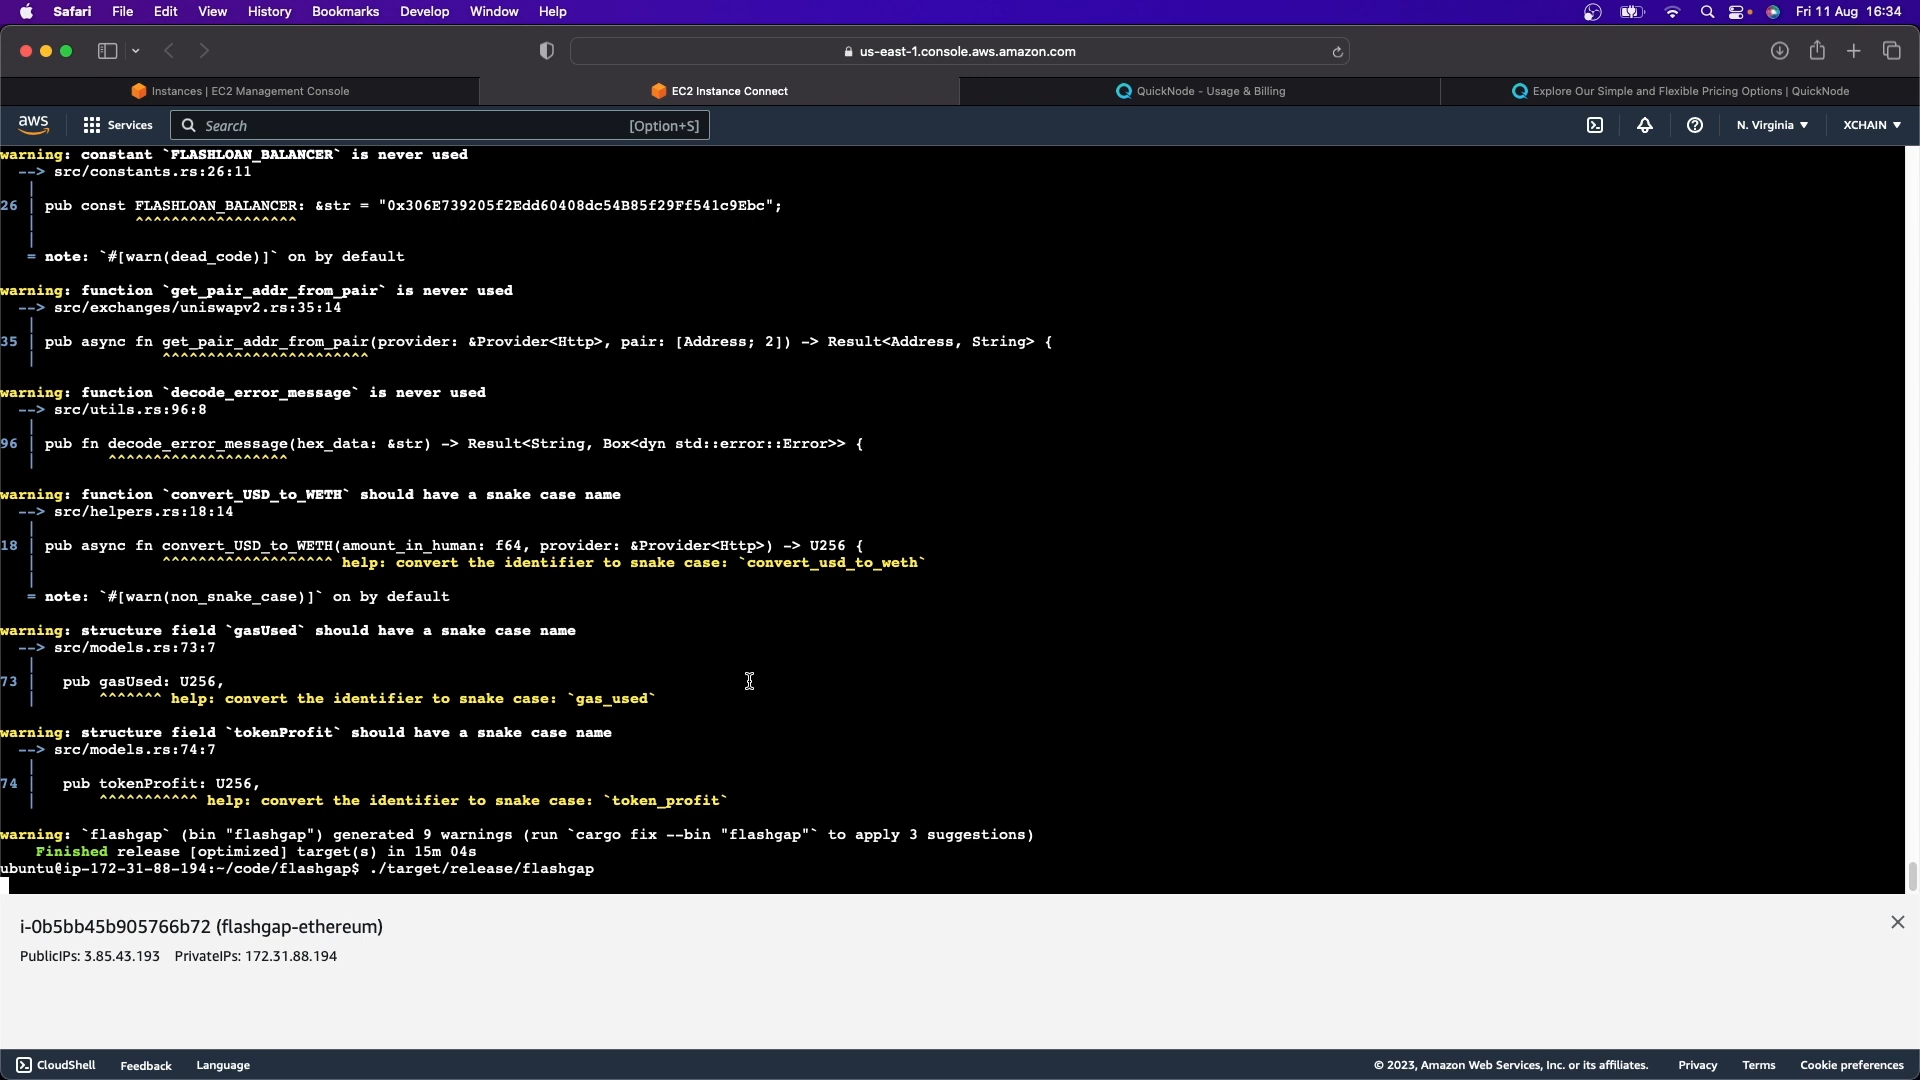 Safari File Edit View History Bookmarks Develop Window Help Fri 11 Aug 16:34
us-east-1.console.aws.amazon.com
Instances | EC2 Management Console EC2 Instance Connect QuickNode - Usage & Billing Explore Our Simple and Flexible Pricing Options | QuickNode
aws Services Search [Option+S] N. Virginia ▼ XCHAIN ▼
warning: constant `FLASHLOAN_BALANCER` is never used
--> src/constants.rs:26:11
|
26 | pub const FLASHLOAN_BALANCER: &str = "0x306E739205f2Edd60408dc54B85f29Ff541c9Ebc";
| ^^^^^^^^^^^^^^^^^^
|
= note: `#[warn(dead_code)]` on by default
warning: function `get_pair_addr_from_pair` is never used
--> src/exchanges/uniswapv2.rs:35:14
|
35 | pub async fn get_pair_addr_from_pair(provider: &Provider<Http>, pair: [Address; 2]) -> Result<Address, String> {
| ^^^^^^^^^^^^^^^^^^^^^^^
warning: function `decode_error_message` is never used
--> src/utils.rs:96:8
|
96 | pub fn decode_error_message(hex_data: &str) -> Result<String, Box<dyn std::error::Error>> {
| ^^^^^^^^^^^^^^^^^^^^
warning: function `convert_USD_to_WETH` should have a snake case name
--> src/helpers.rs:18:14
|
18 | pub async fn convert_USD_to_WETH(amount_in_human: f64, provider: &Provider<Http>) -> U256 {
| ^^^^^^^^^^^^^^^^^^^ help: convert the identifier to snake case: `convert_usd_to_weth`
|
= note: `#[warn(non_snake_case)]` on by default
warning: structure field `gasUsed` should have a snake case name
--> src/models.rs:73:7
|
73 | pub gasUsed: U256,
| ^^^^^^^ help: convert the identifier to snake case: `gas_used`
warning: structure field `tokenProfit` should have a snake case name
--> src/models.rs:74:7
|
74 | pub tokenProfit: U256,
| ^^^^^^^^^^^ help: convert the identifier to snake case: `token_profit`
warning: `flashgap` (bin "flashgap") generated 9 warnings (run `cargo fix --bin "flashgap"` to apply 3 suggestions)
Finished release [optimized] target(s) in 15m 04s
ubuntu@ip-172-31-88-194:~/code/flashgap$ ./target/release/flashgap
i-0b5bb45b905766b72 (flashgap-ethereum)
PublicIPs: 3.85.43.193 PrivateIPs: 172.31.88.194
CloudShell Feedback Language © 2023, Amazon Web Services, Inc. or its affiliates. Privacy Terms Cookie preferences